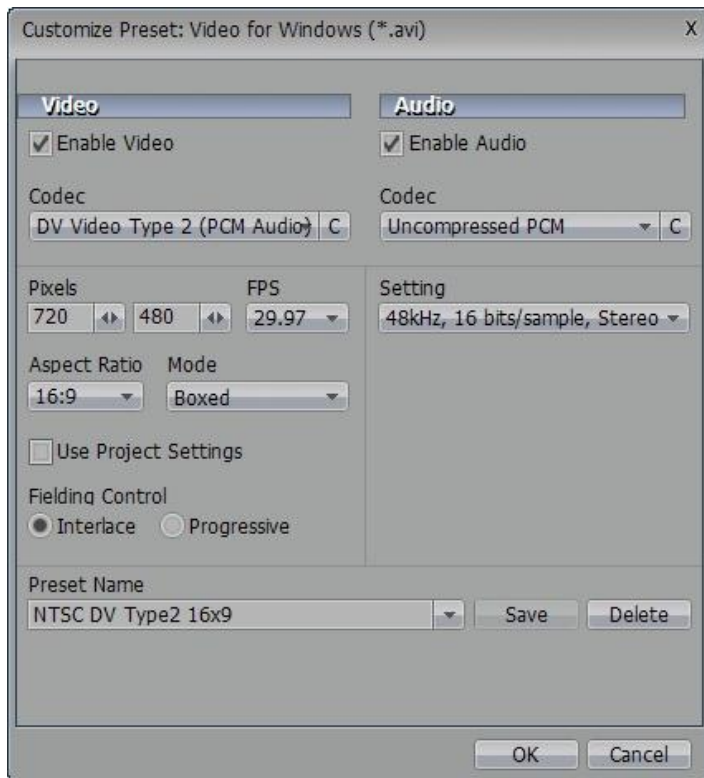 Customize Preset: Video for Windows (*.avi) X
Video Audio
Enable Video Enable Audio
Codec Codec
DV Video Type 2 (PCM Audio) C Uncompressed PCM C
Pixels FPS Setting
720 480 29.97 48kHz, 16 bits/sample, Stereo
Aspect Ratio Mode
16:9 Boxed
Use Project Settings
Fielding Control
Interlace Progressive
Preset Name
NTSC DV Type2 16x9 Save Delete
OK Cancel